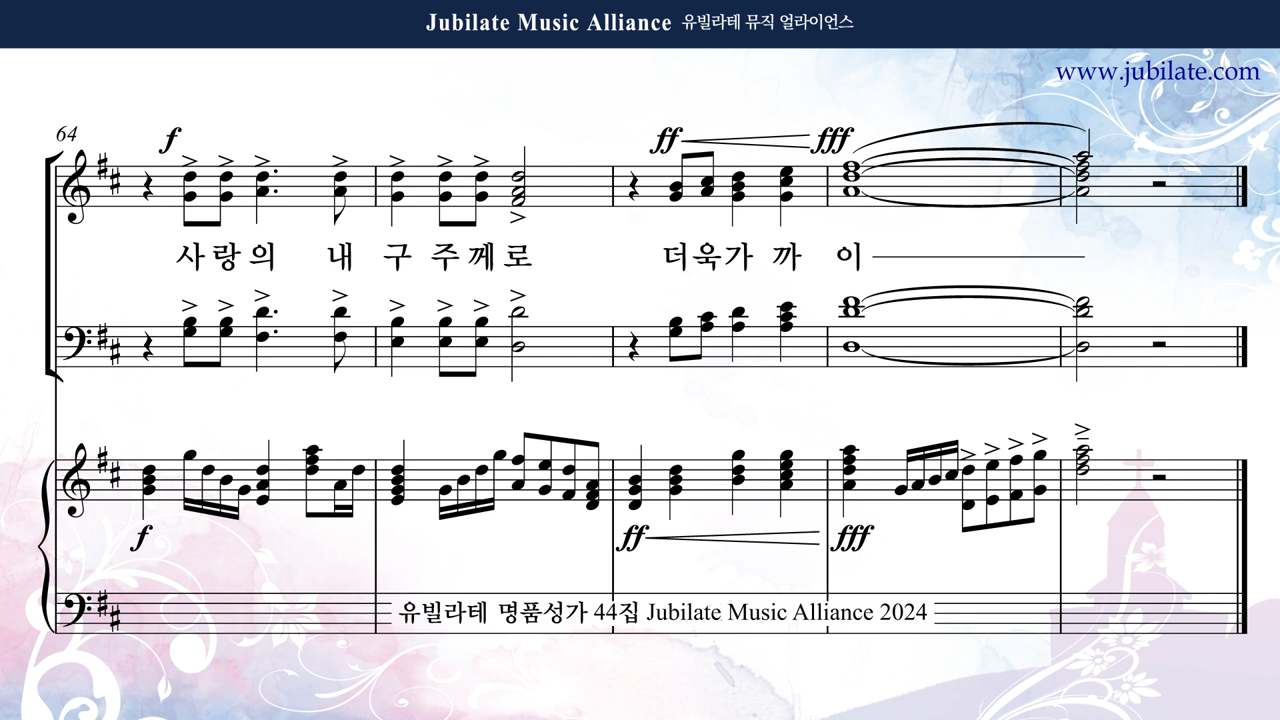 Jubilate Music Alliance 유빌라테 뮤직 얼라이언스
www.jubilate.com
64
f ff fff
사랑의 내 구 주께로 더욱가 까 이
f ff fff
유빌라테 명품성가 44집 Jubilate Music Alliance 2024